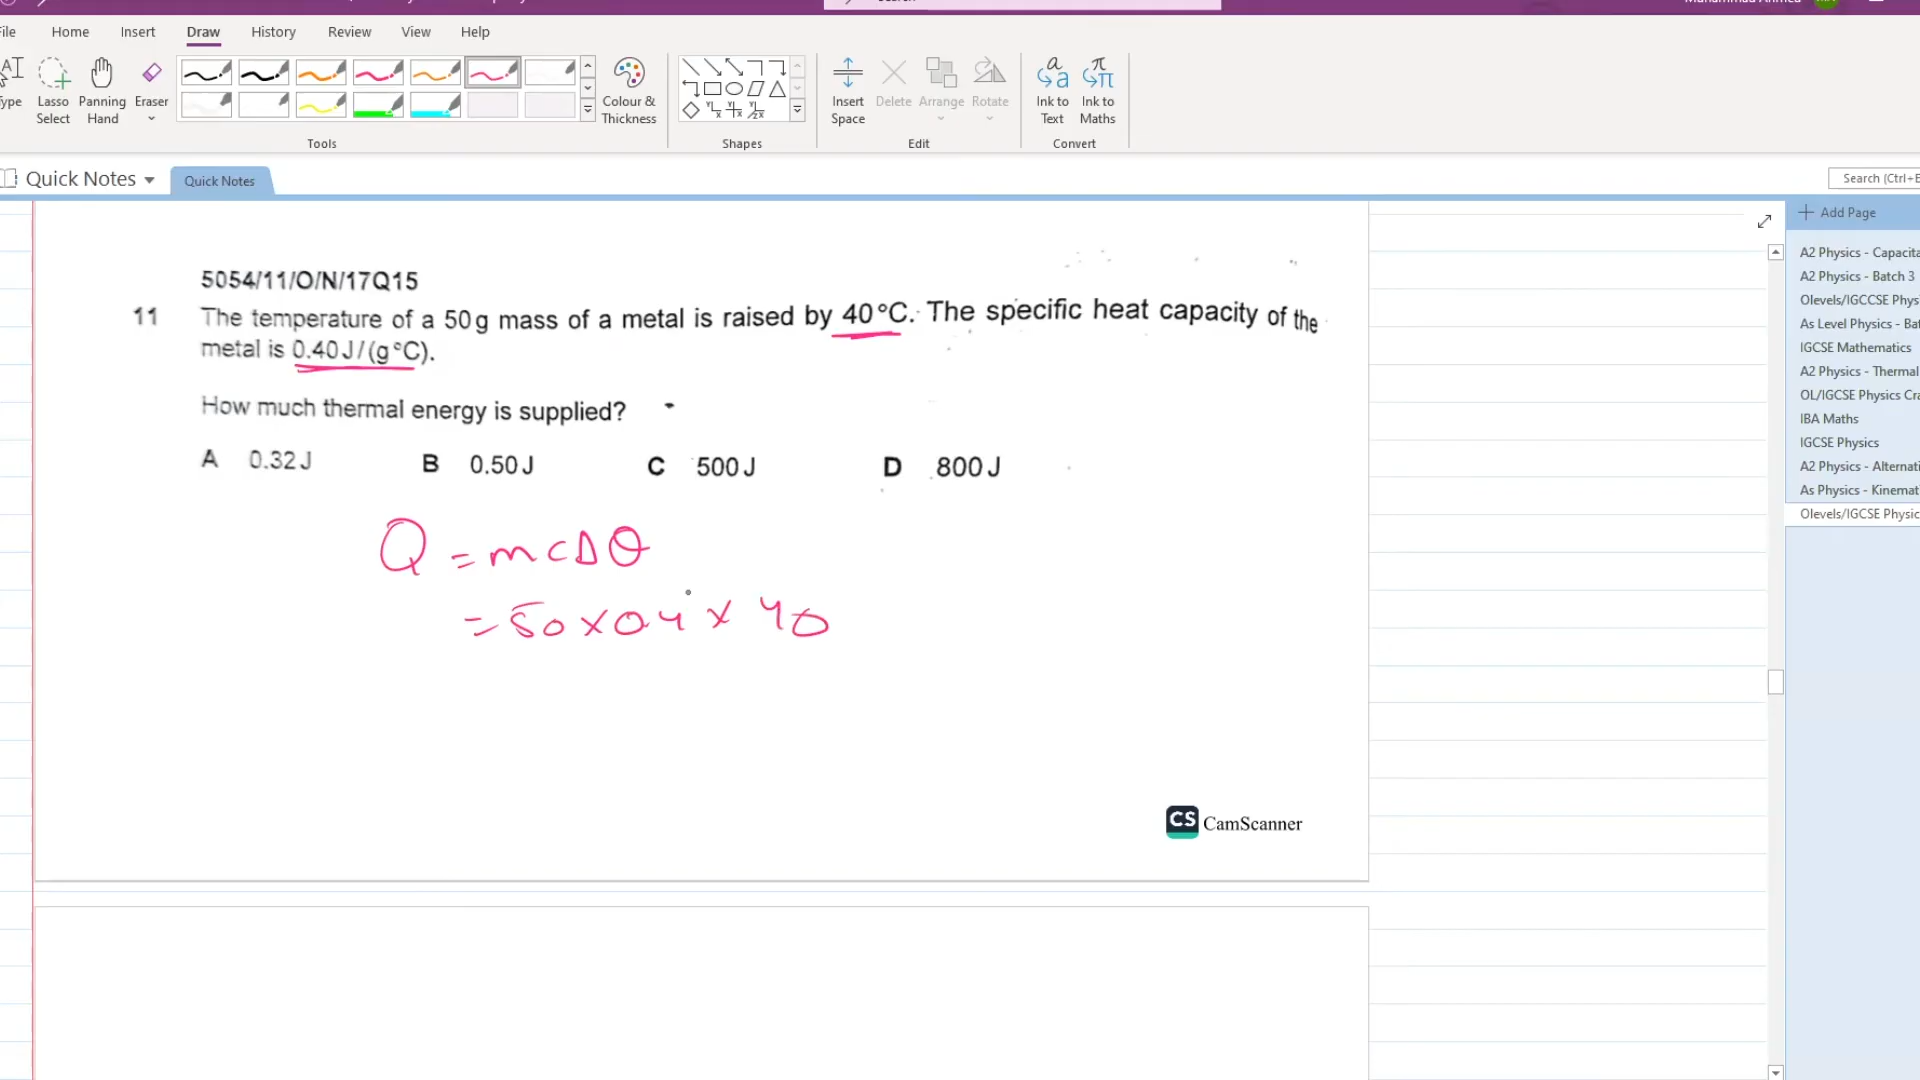 Home Insert Draw History Review View Help
Type
Lasso Select
Panning Hand
Eraser
Colour & Thickness
Insert Space
Delete
Arrange
Rotate
Ink to Text
Ink to Maths
Tools
Shapes
Edit
Convert
Quick Notes
Quick Notes
Search (Ctrl+E
Add Page
5054/11/O/N/17Q15
11 The temperature of a 50 g mass of a metal is raised by 40 °C. The specific heat capacity of the
metal is 0.40 J / (g °C).
How much thermal energy is supplied?
A 0.32 J B 0.50 J C 500 J D 800 J
Q = mcΔθ
= 50 × 0.4 × 40
CS CamScanner
A2 Physics - Capacita
A2 Physics - Batch 3
Olevels/IGCCSE Phys
As Level Physics - Bat
IGCSE Mathematics
A2 Physics - Thermal
OL/IGCSE Physics Cra
IBA Maths
IGCSE Physics
A2 Physics - Alternati
As Physics - Kinemat
Olevels/IGCSE Physic